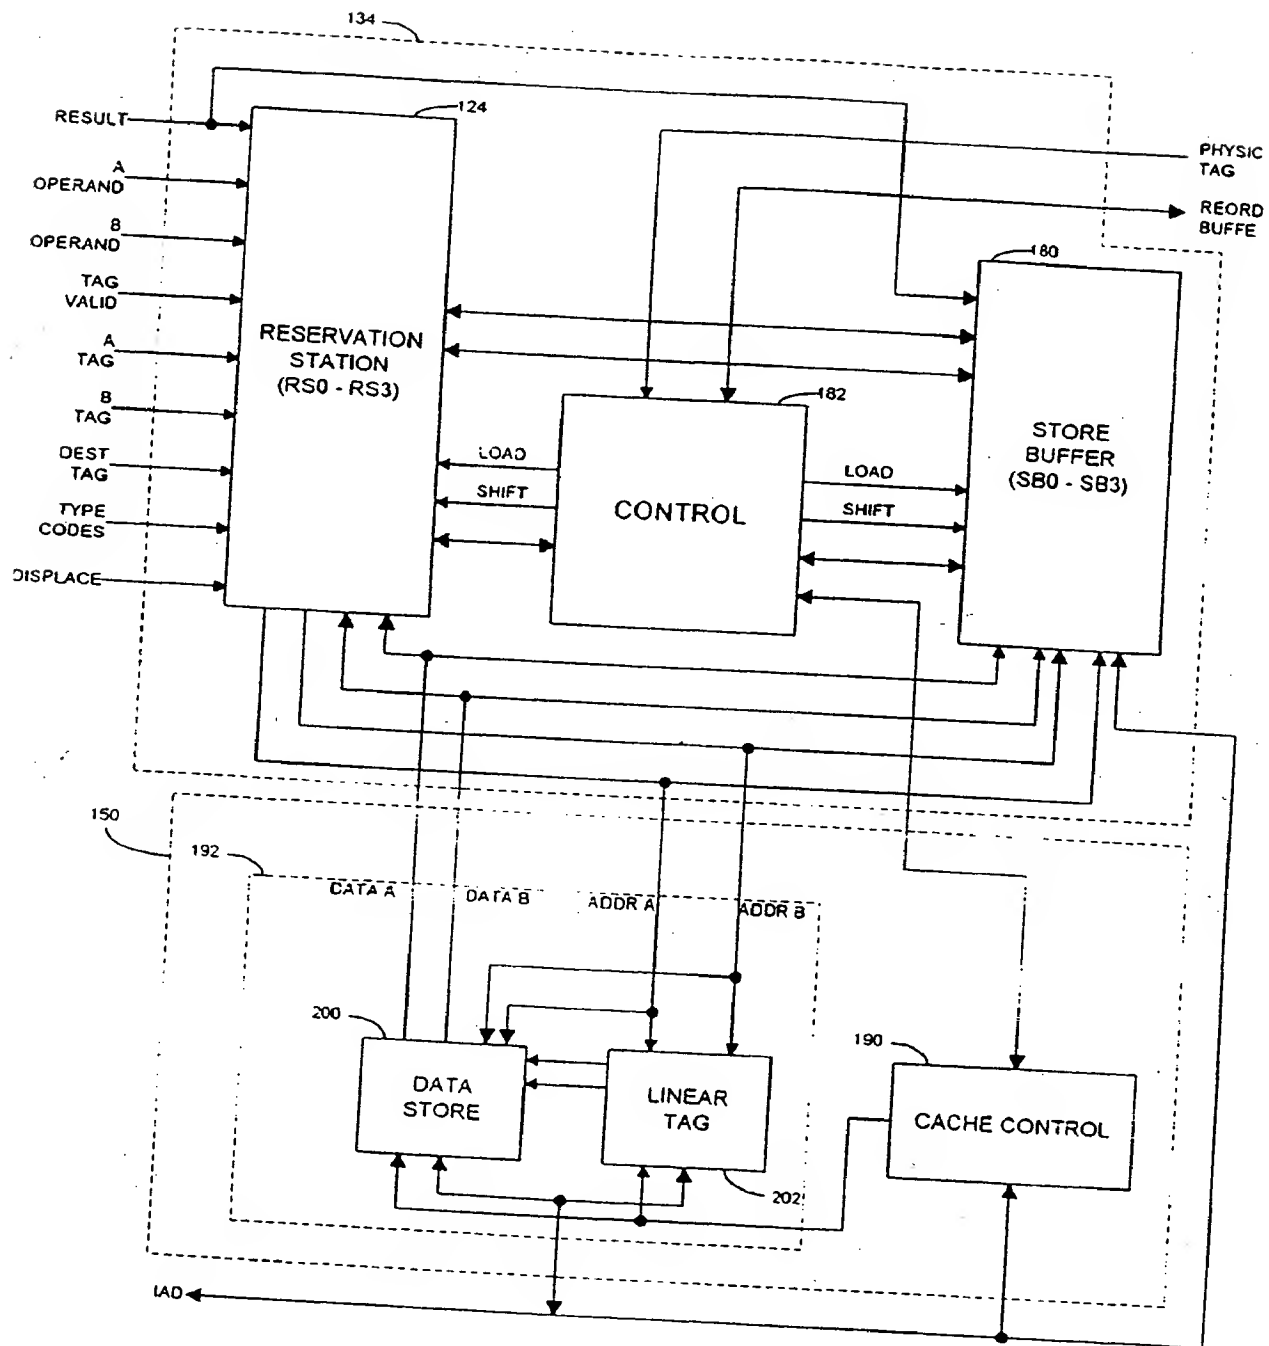 134
RESULT
124
A
OPERAND
B
OPERAND
TAG
VALID
A
TAG
B
TAG
DEST
TAG
TYPE
CODES
DISPLACE
RESERVATION
STATION
(RS0 - RS3)
PHYSIC
TAG
REORD
BUFFE
180
182
STORE
BUFFER
(SB0 - SB3)
LOAD
SHIFT
CONTROL
LOAD
SHIFT
150
192
DATA A
DATA B
ADDR A
ADDR B
200
DATA
STORE
LINEAR
TAG
202
190
CACHE CONTROL
IAD